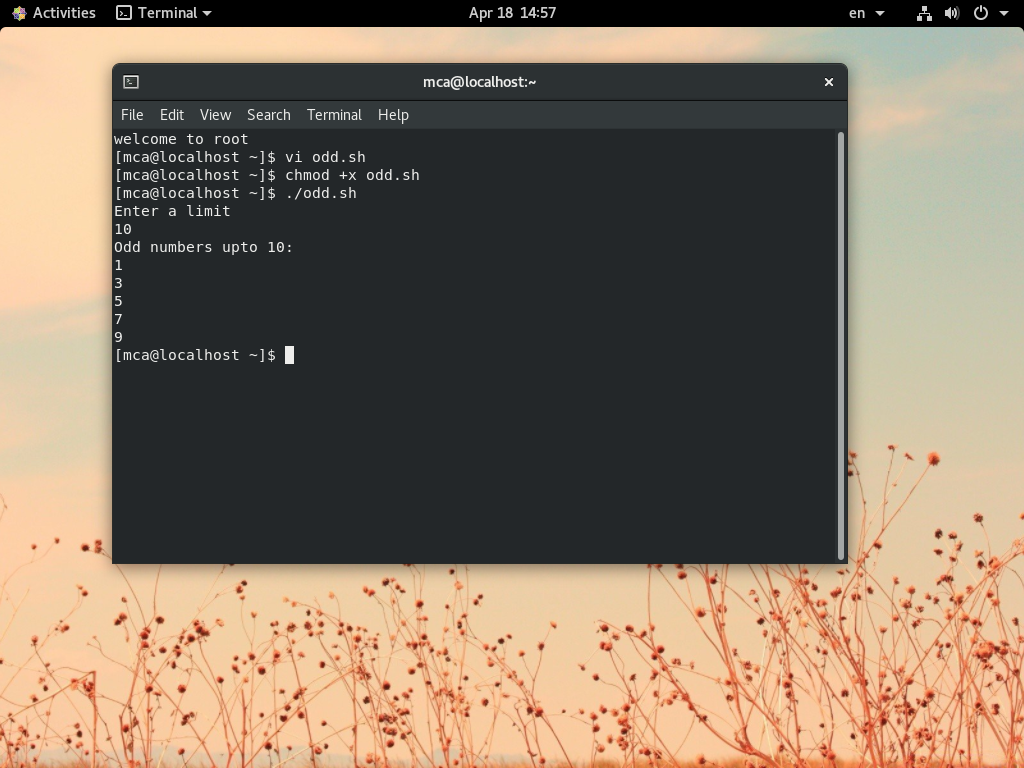 Activities Terminal Apr 18 14:57 en
mca@localhost:~
File Edit View Search Terminal Help
welcome to root
[mca@localhost ~]$ vi odd.sh
[mca@localhost ~]$ chmod +x odd.sh
[mca@localhost ~]$ ./odd.sh
Enter a limit
10
Odd numbers upto 10:
1
3
5
7
9
[mca@localhost ~]$